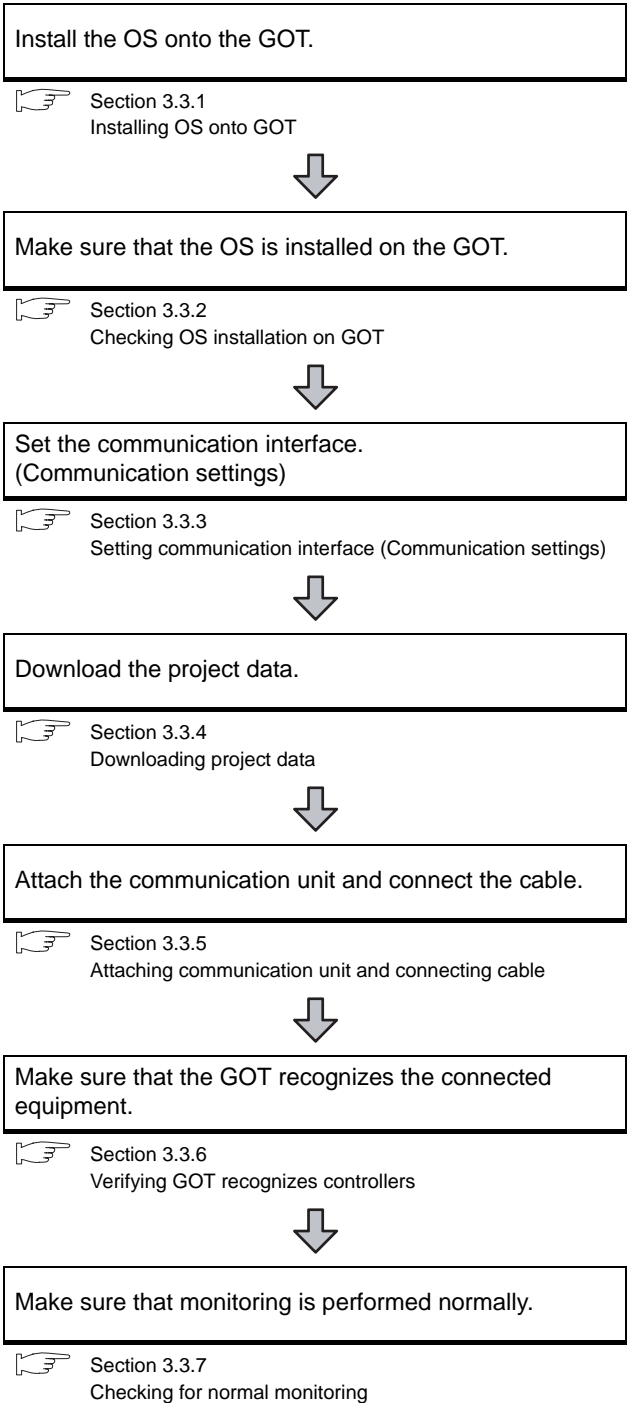 Install the OS onto the GOT.
Section 3.3.1
Installing OS onto GOT
Make sure that the OS is installed on the GOT.
Section 3.3.2
Checking OS installation on GOT
Set the communication interface.
(Communication settings)
Section 3.3.3
Setting communication interface (Communication settings)
Download the project data.
Section 3.3.4
Downloading project data
Attach the communication unit and connect the cable.
Section 3.3.5
Attaching communication unit and connecting cable
Make sure that the GOT recognizes the connected
equipment.
Section 3.3.6
Verifying GOT recognizes controllers
Make sure that monitoring is performed normally.
Section 3.3.7
Checking for normal monitoring